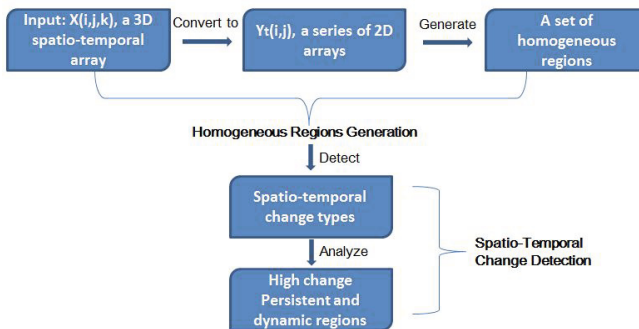 Input: X(i,j,k), a 3D
spatio-temporal
array
Convert to
Yt(i,j), a series of 2D
arrays
Generate
A set of
homogeneous
regions
Homogeneous Regions Generation
Detect
Spatio-temporal
change types
Analyze
High change
Persistent and
dynamic regions
Spatio-Temporal
Change Detection